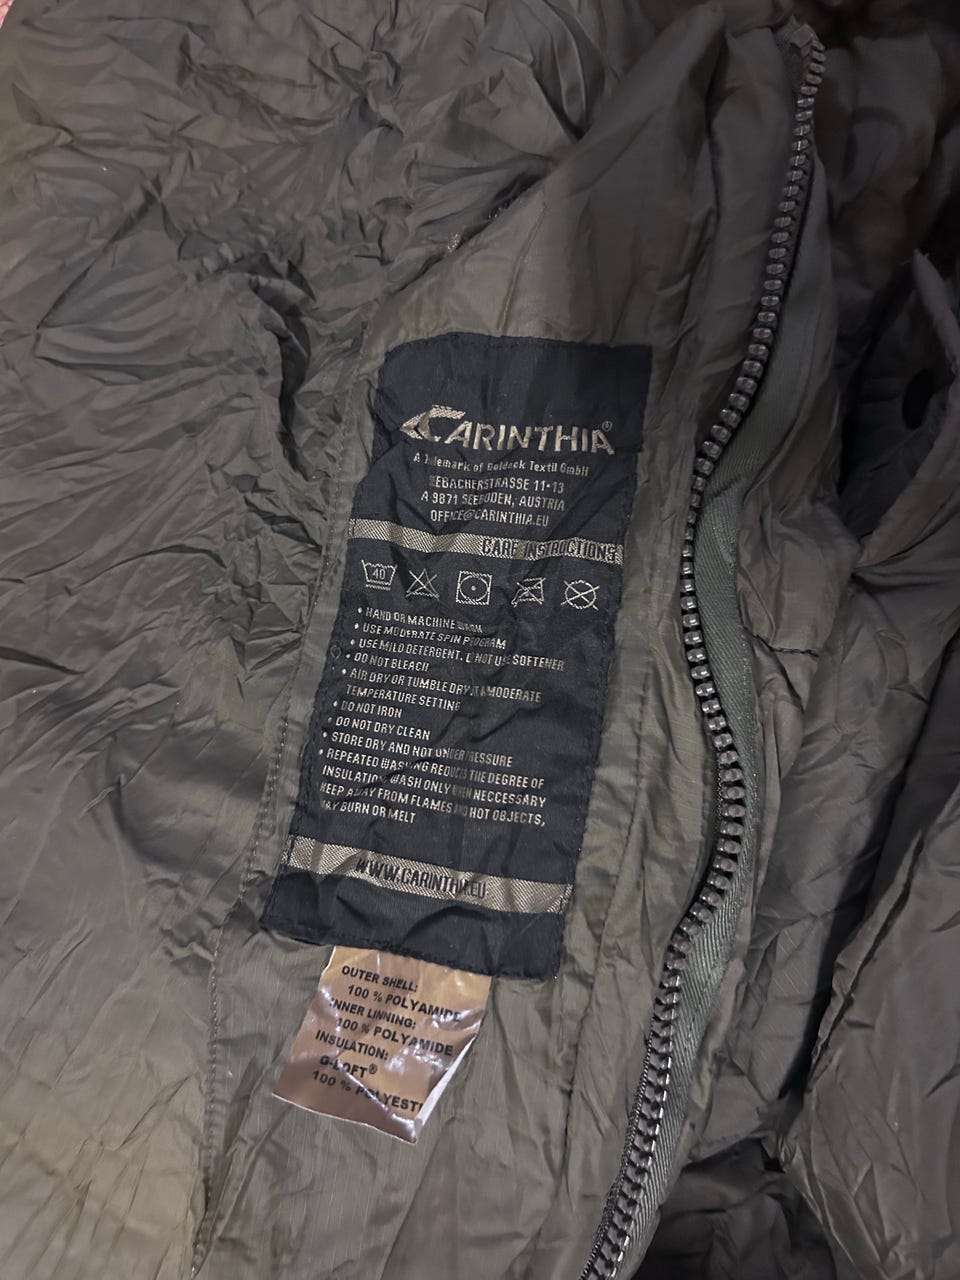 CARINTHIA®
A of Goldeck Textil GmbH
11-13
A 9871 SEEBODEN, AUSTRIA
OFFICE@CARINTHIA.EU
CARE INSTRUCTIONS
40
• HAND OR MACHINE WASH
• USE MODERATE SPIN PROGRAM
• USE MILD DETERGENT. NOT USE SOFTENER
• DO NOT BLEACH
• AIR DRY OR TUMBLE DRY MODERATE
TEMPERATURE SETTING
• DO NOT IRON
• DO NOT DRY CLEAN
• STORE DRY AND NOT UNDER PRESSURE
• REPEATED WASHING REDUCES THE DEGREE OF
INSULATION. WASH ONLY WHEN NECCESSARY
KEEP AWAY FROM FLAMES AND HOT OBJECTS,
MAY BURN OR MELT
WWW.CARINTHIA.EU
OUTER SHELL:
100 % POLYAMIDE
INNER LINNING:
100 % POLYAMIDE
INSULATION:
G-LOFT®
100 % POLYEST